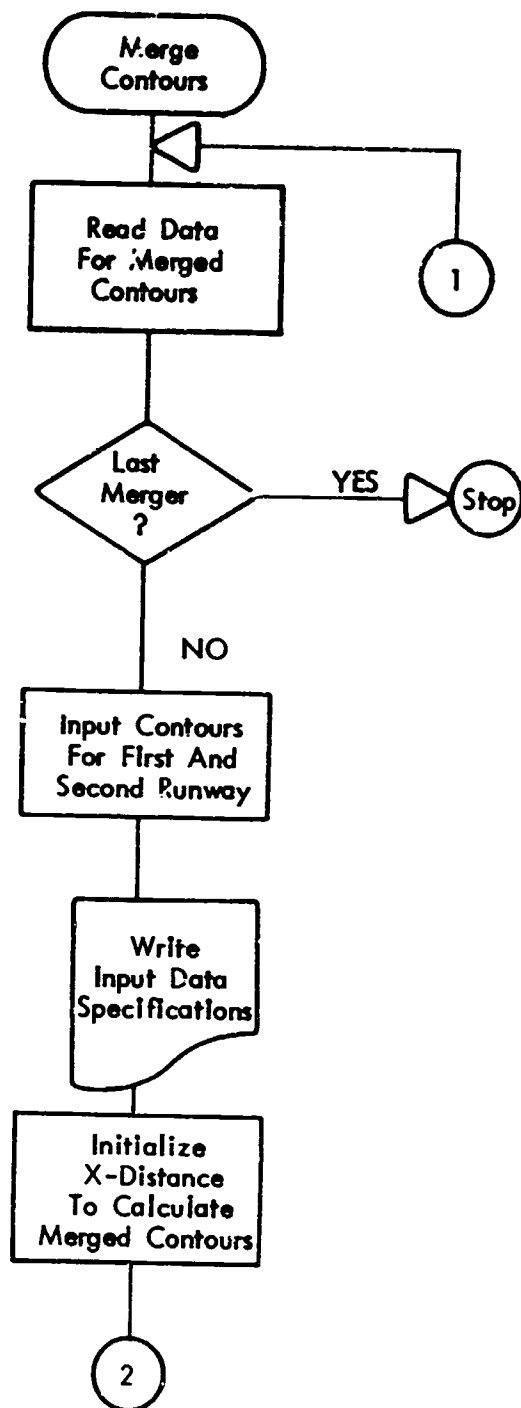 Merge
Contours
Read Data
For Merged
Contours
1
Last
Merger
?
YES
Stop
NO
Input Contours
For First And
Second Runway
Write
Input Data
Specifications
Initialize
X-Distance
To Calculate
Merged Contours
2